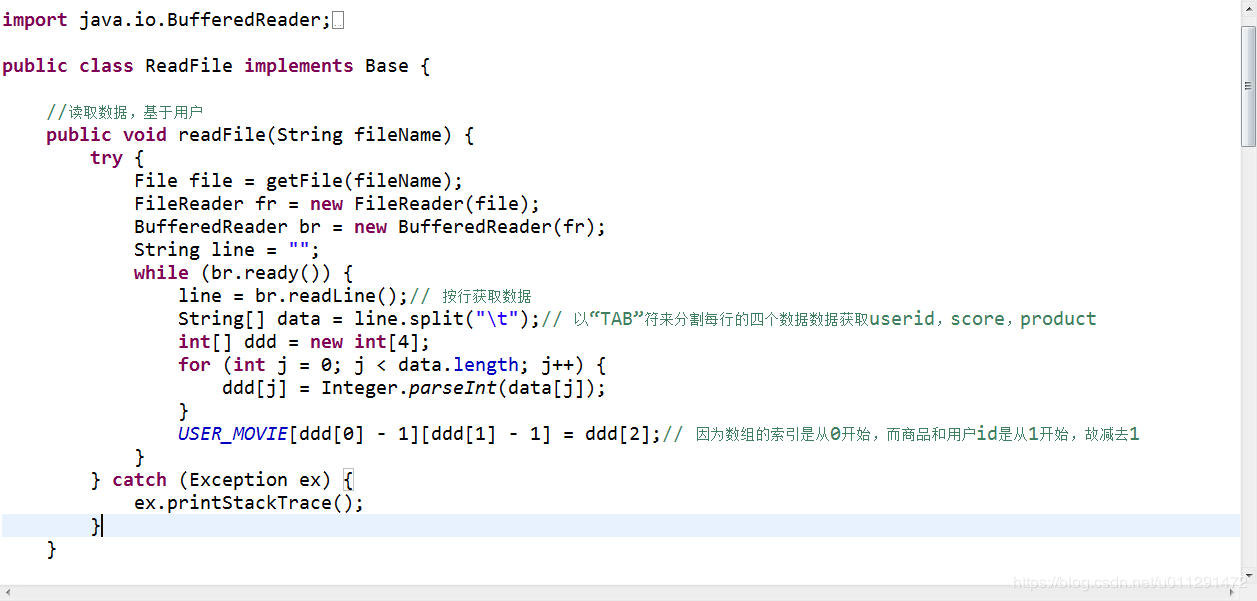 import java.io.BufferedReader;
public class ReadFile implements Base {
//读取数据，基于用户
public void readFile(String fileName) {
try {
File file = getFile(fileName);
FileReader fr = new FileReader(file);
BufferedReader br = new BufferedReader(fr);
String line = "";
while (br.ready()) {
line = br.readLine();// 按行获取数据
String[] data = line.split("\t");// 以“TAB”符来分割每行的四个数据数据获取userid，score，product
int[] ddd = new int[4];
for (int j = 0; j < data.length; j++) {
ddd[j] = Integer.parseInt(data[j]);
}
USER_MOVIE[ddd[0] - 1][ddd[1] - 1] = ddd[2];// 因为数组的索引是从0开始，而商品和用户id是从1开始，故减去1
}
} catch (Exception ex) {
ex.printStackTrace();
}
}
https://blog.csdn.net/u011291472